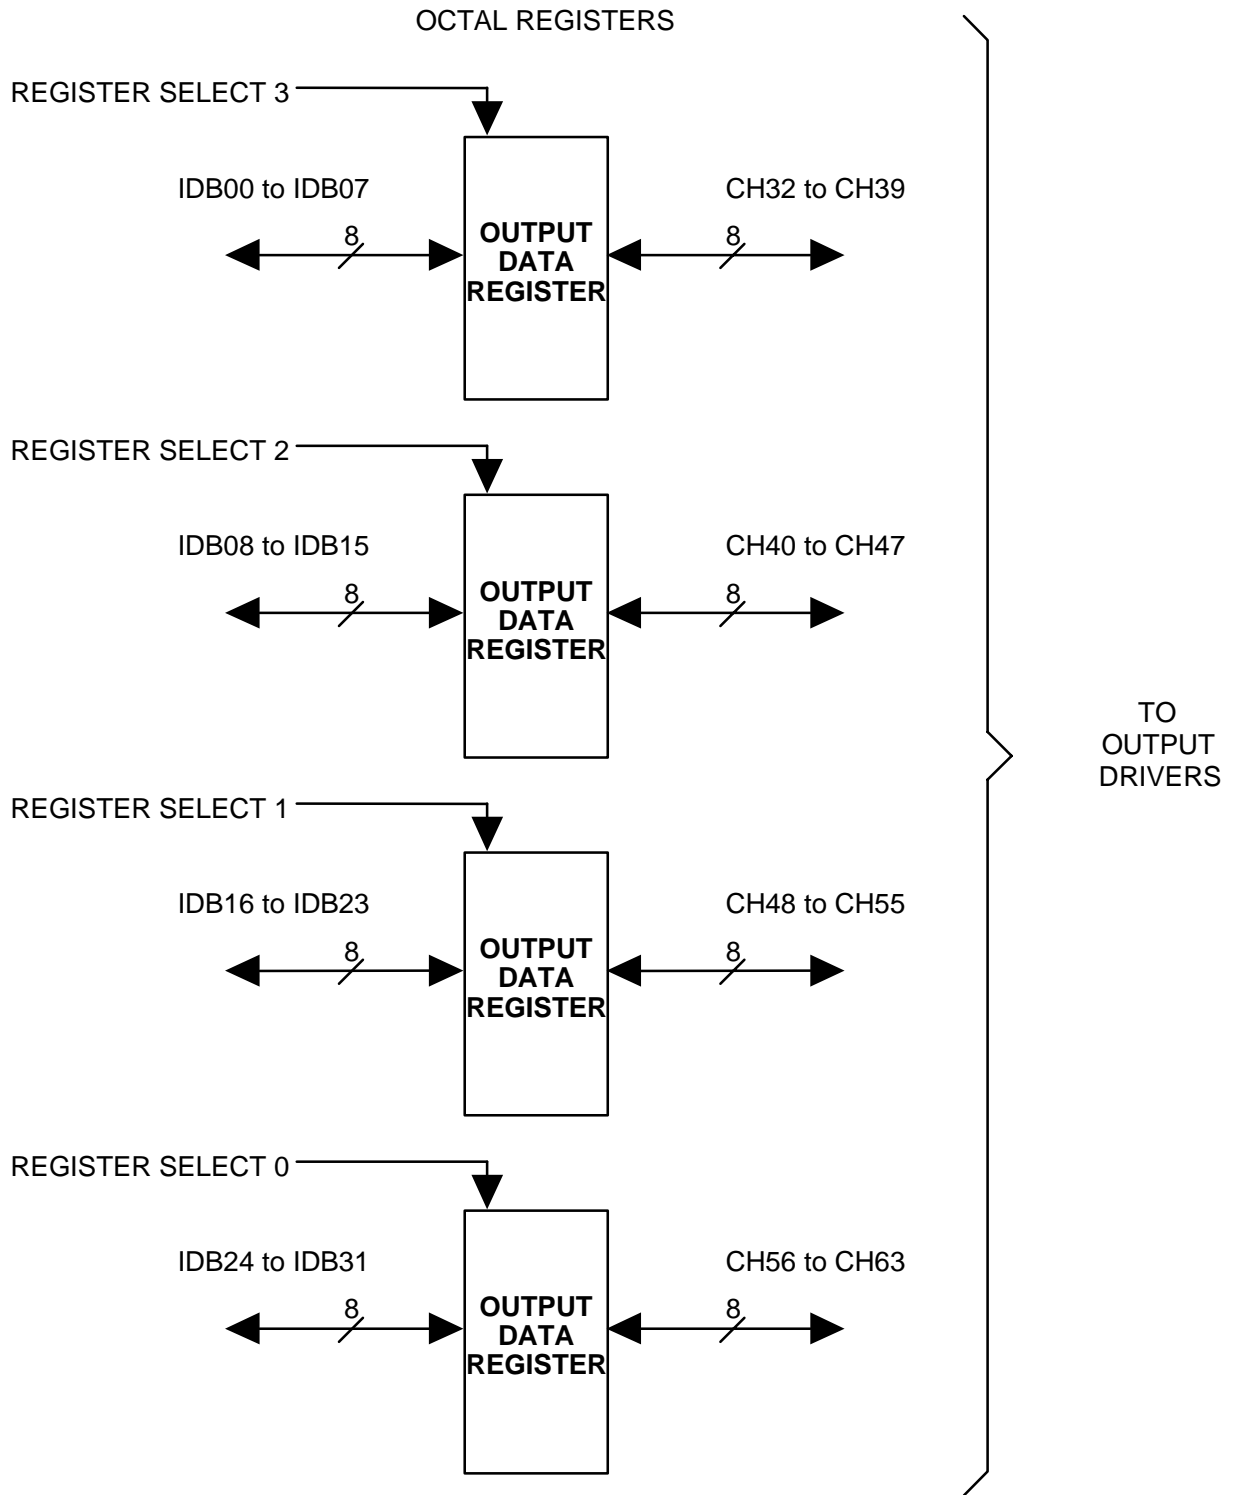 OCTAL REGISTERS
REGISTER SELECT 3
IDB00 to IDB07
CH32 to CH39
8
8
OUTPUT
DATA
REGISTER
REGISTER SELECT 2
IDB08 to IDB15
CH40 to CH47
8
8
OUTPUT
DATA
REGISTER
TO
OUTPUT
DRIVERS
REGISTER SELECT 1
IDB16 to IDB23
CH48 to CH55
8
8
OUTPUT
DATA
REGISTER
REGISTER SELECT 0
IDB24 to IDB31
CH56 to CH63
8
8
OUTPUT
DATA
REGISTER